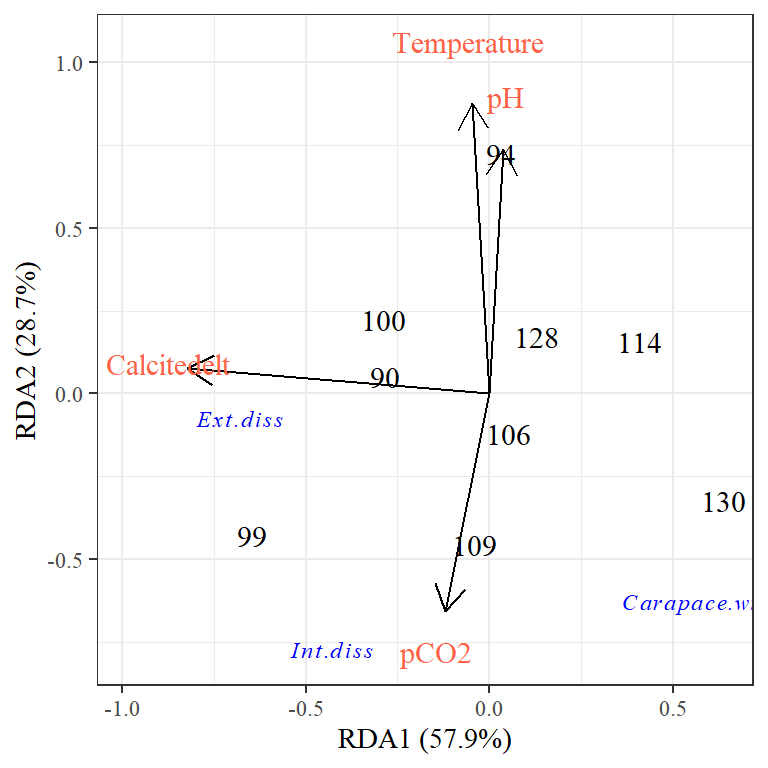 Temperature
1.0
pH
94
0.5
100
128
114
Calcitedelt
90
0.0
Ext.diss
106
130
99
109
-0.5
Carapace.w
Int.diss
pCO2
-1.0
-0.5
0.0
0.5
RDA1 (57.9%)
RDA2 (28.7%)